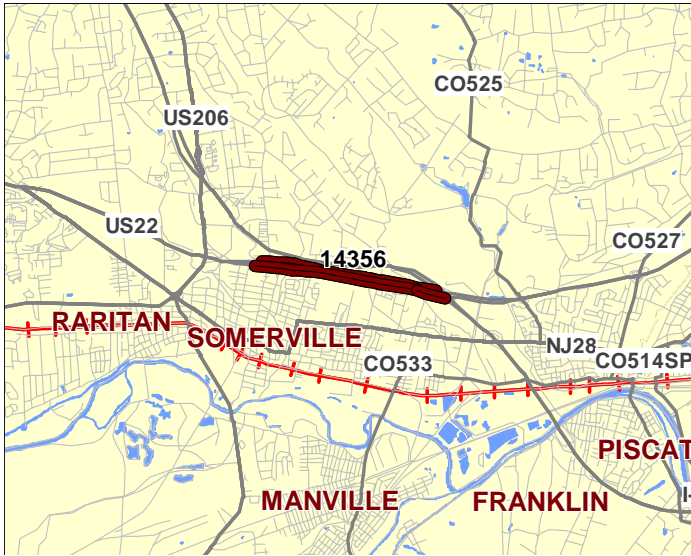 CO525
US206
US22
CO527
14356
RARITAN
SOMERVILLE
NJ28
CO533
CO514SP
PISCAT
MANVILLE
FRANKLIN
I-